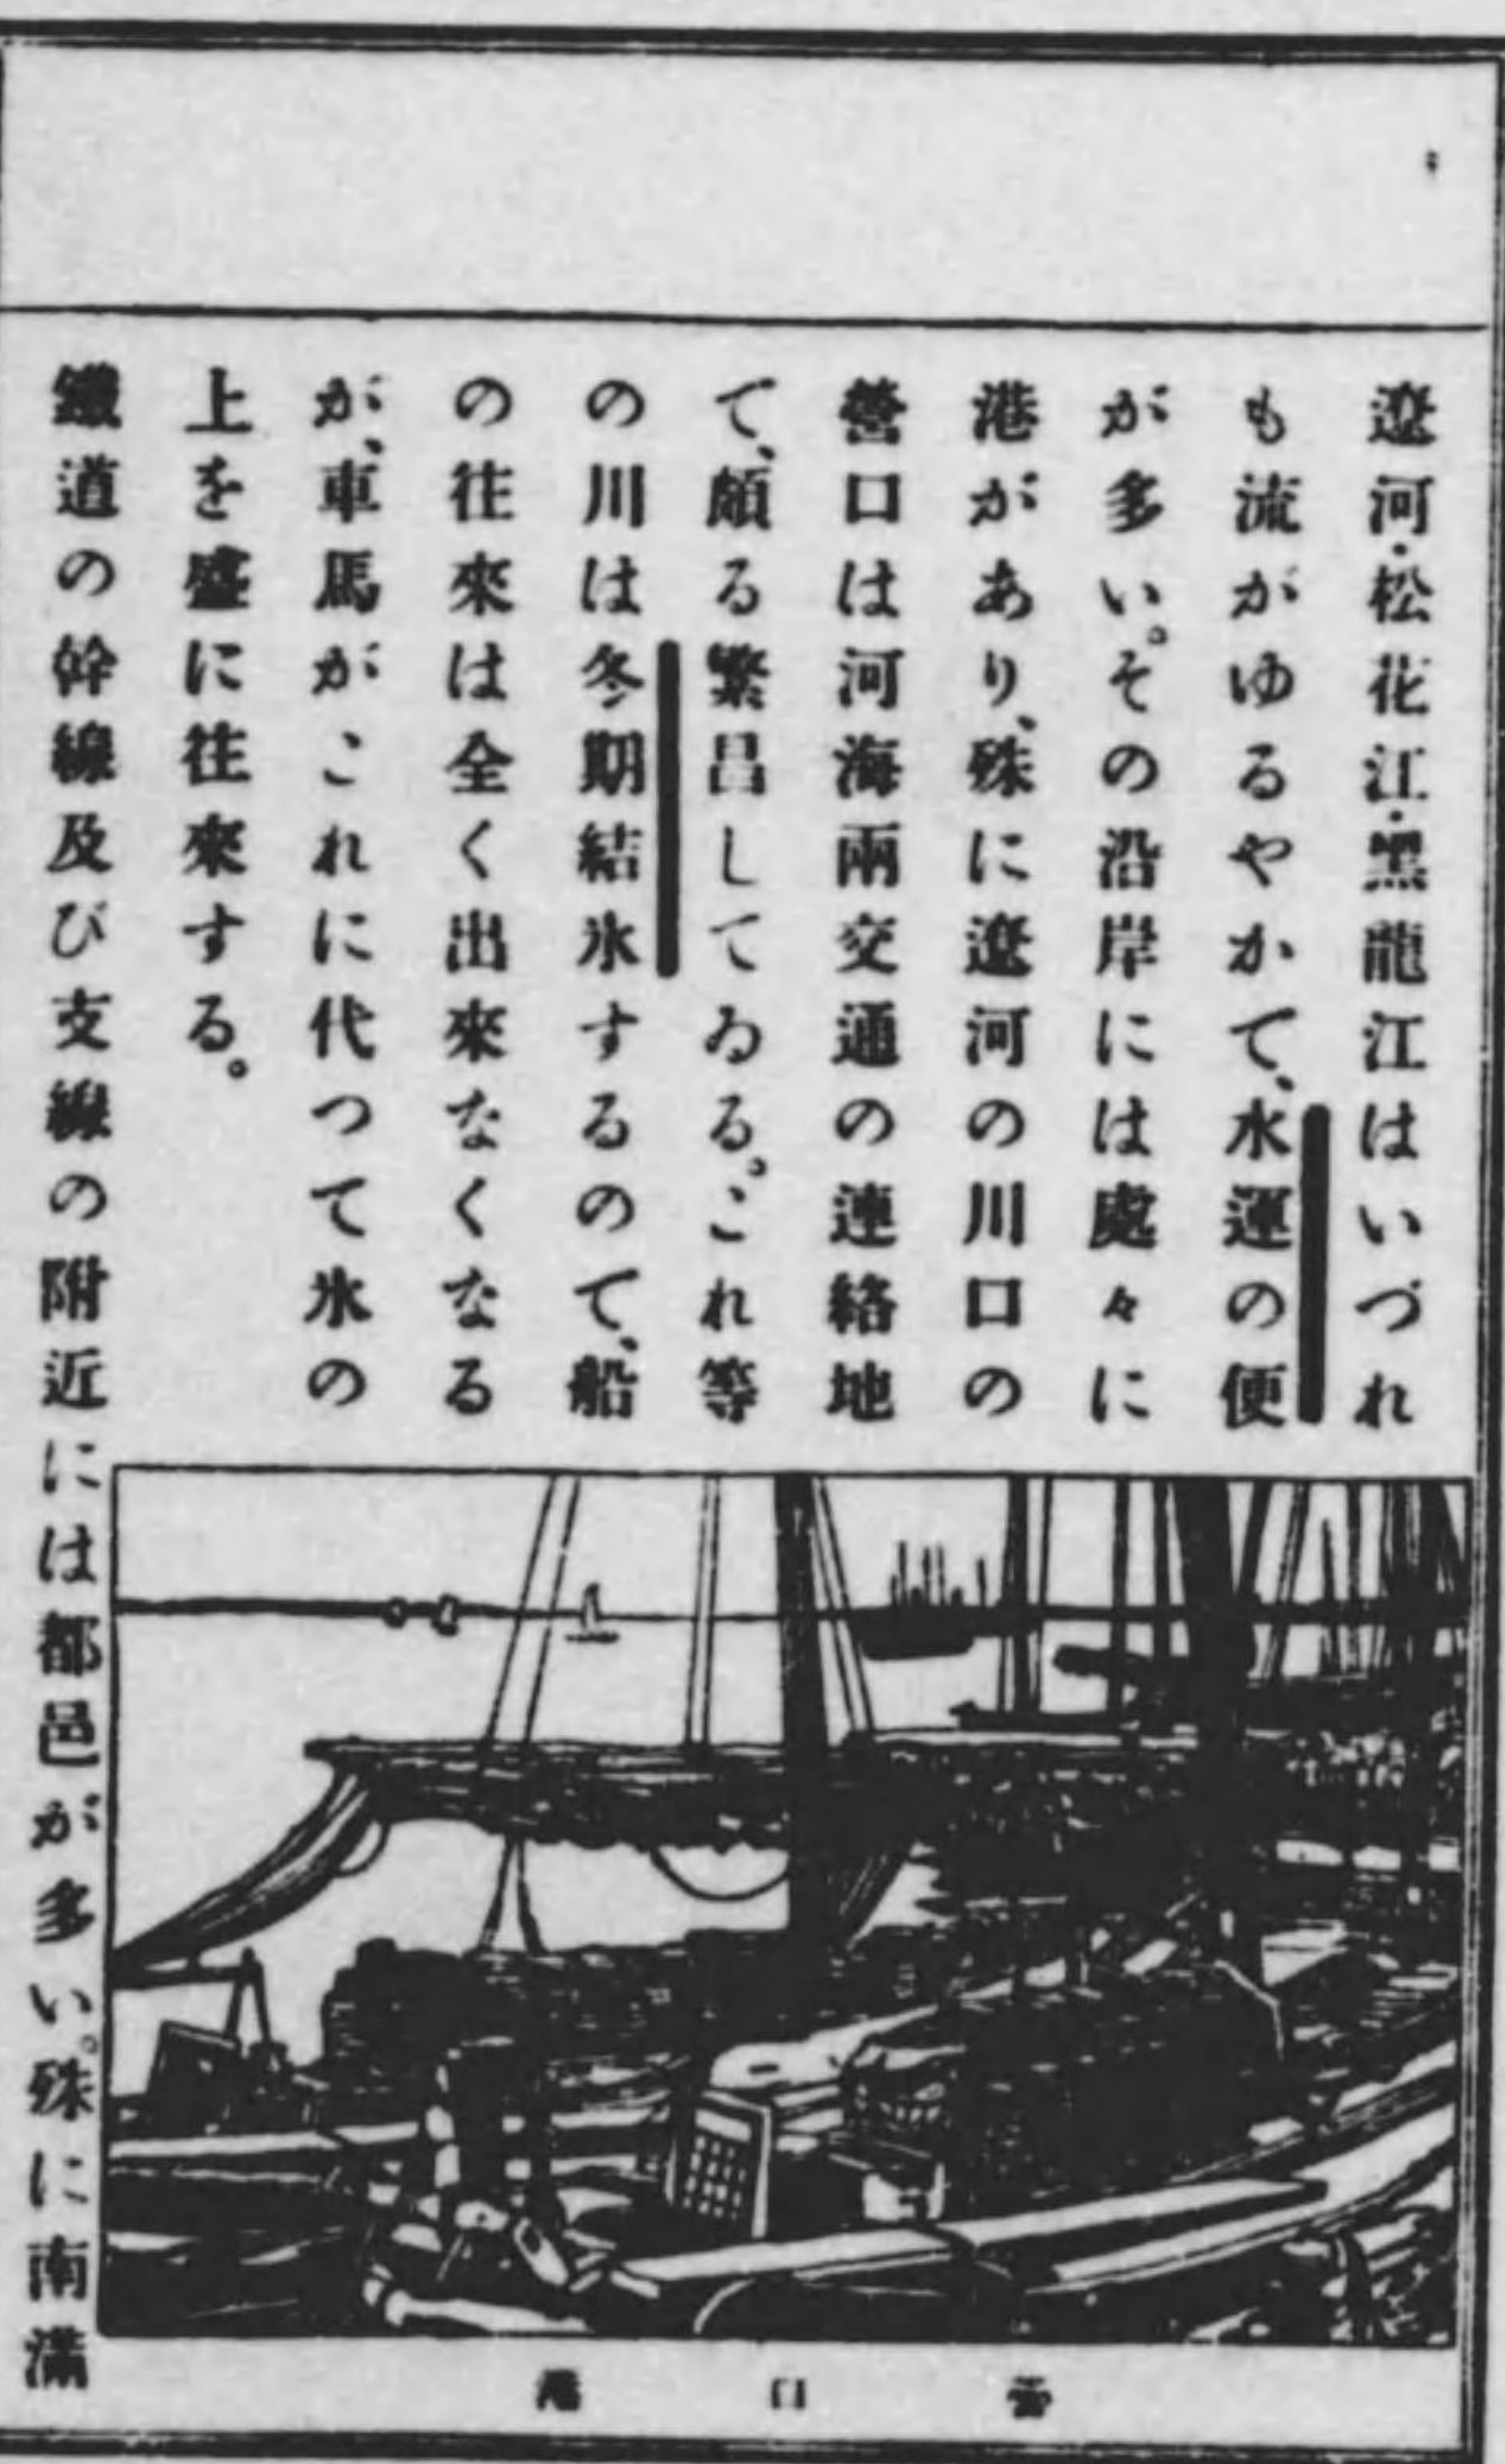 遼河・松花江・黑龍江はいづれ
も流がゆるやかで、水運の便
が多い。その沿岸には處々に
港があり、殊に遼河の川口の
營口は河海兩交通の連絡地
で、頗る繁昌してゐる。これ等
の川は冬期結氷するので、船
の往來は全く出來なくなる
が、車馬がこれに代つて氷の
上を盛に往來する。
鐵道の幹線及び支線の附近には都邑が多い。殊に南滿
營口港